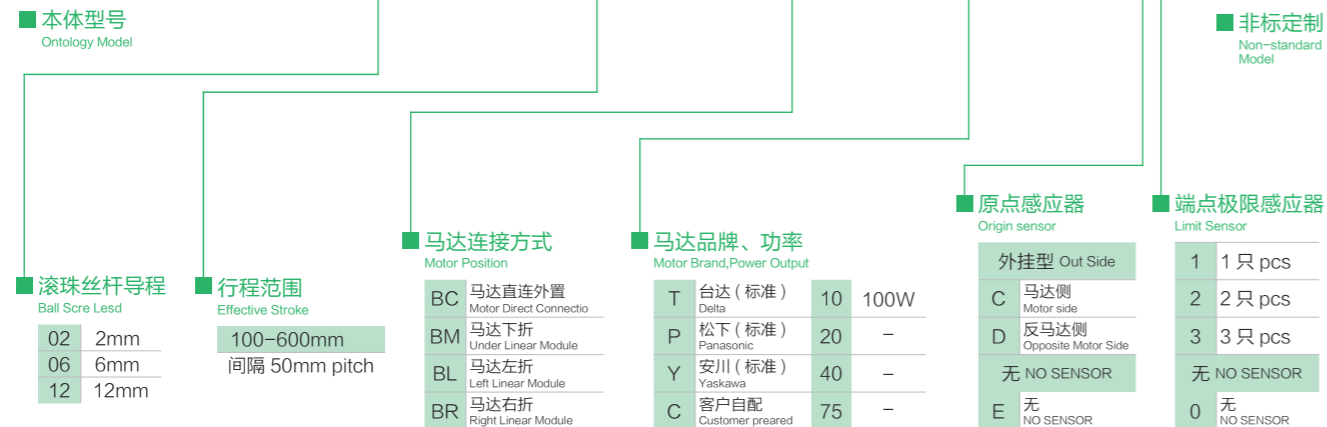 本体型号
Ontology Model
非标定制
Non-standard
Model
滚珠丝杆导程
Ball Scre Lesd
02 2mm
06 6mm
12 12mm
行程范围
Effective Stroke
100-600mm
间隔 50mm pitch
马达连接方式
Motor Position
BC 马达直连外置
Motor Direct Connectio
BM 马达下折
Under Linear Module
BL 马达左折
Left Linear Module
BR 马达右折
Right Linear Module
马达品牌、功率
Motor Brand,Power Output
T 台达 ( 标准 ) 10 100W
Delta
P 松下 ( 标准 ) 20 -
Panasonic
Y 安川 ( 标准 ) 40 -
Yaskawa
C 客户自配 75 -
Customer preared
原点感应器
Origin sensor
外挂型 Out Side
C 马达侧
Motor side
D 反马达侧
Opposite Motor Side
无 NO SENSOR
E 无
NO SENSOR
端点极限感应器
Limit Sensor
1 1 只 pcs
2 2 只 pcs
3 3 只 pcs
无 NO SENSOR
0 无
NO SENSOR